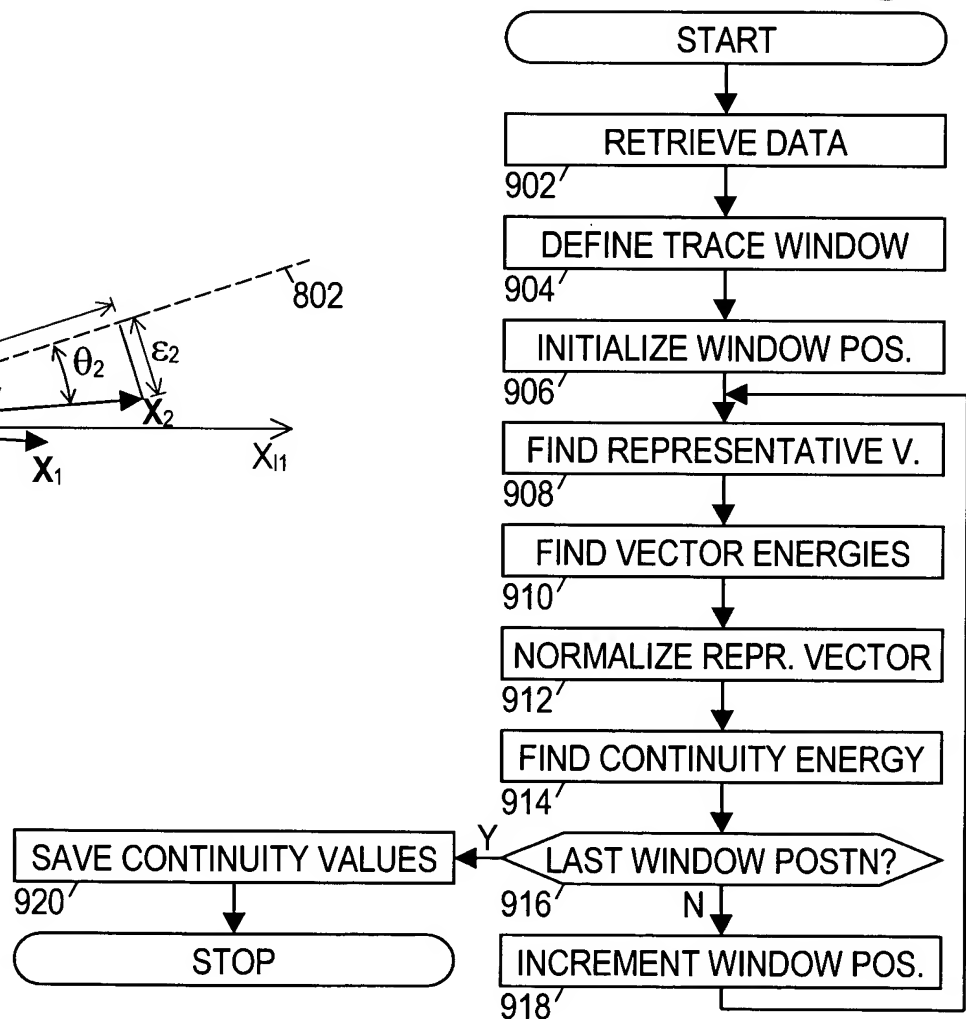 START
RETRIEVE DATA
902
DEFINE TRACE WINDOW
904
802
INITIALIZE WINDOW POS.
906
θ2
ε2
X2
X1
XI1
FIND REPRESENTATIVE V.
908
FIND VECTOR ENERGIES
910
NORMALIZE REPR. VECTOR
912
FIND CONTINUITY ENERGY
914
LAST WINDOW POSTN?
916
Y
N
SAVE CONTINUITY VALUES
920
STOP
INCREMENT WINDOW POS.
918